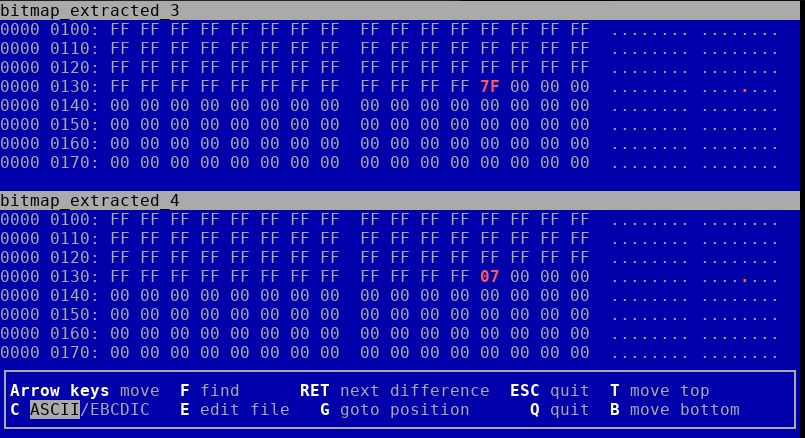 bitmap_extracted_3
0000 0100: FF FF FF FF FF FF FF FF  FF FF FF FF FF FF FF FF  ........ ........
0000 0110: FF FF FF FF FF FF FF FF  FF FF FF FF FF FF FF FF  ........ ........
0000 0120: FF FF FF FF FF FF FF FF  FF FF FF FF FF FF FF FF  ........ ........
0000 0130: FF FF FF FF FF FF FF FF  FF FF FF FF 7F 00 00 00  ........ ........
0000 0140: 00 00 00 00 00 00 00 00  00 00 00 00 00 00 00 00  ........ ........
0000 0150: 00 00 00 00 00 00 00 00  00 00 00 00 00 00 00 00  ........ ........
0000 0160: 00 00 00 00 00 00 00 00  00 00 00 00 00 00 00 00  ........ ........
0000 0170: 00 00 00 00 00 00 00 00  00 00 00 00 00 00 00 00  ........ ........
bitmap_extracted_4
0000 0100: FF FF FF FF FF FF FF FF  FF FF FF FF FF FF FF FF  ........ ........
0000 0110: FF FF FF FF FF FF FF FF  FF FF FF FF FF FF FF FF  ........ ........
0000 0120: FF FF FF FF FF FF FF FF  FF FF FF FF FF FF FF FF  ........ ........
0000 0130: FF FF FF FF FF FF FF FF  FF FF FF FF 07 00 00 00  ........ ........
0000 0140: 00 00 00 00 00 00 00 00  00 00 00 00 00 00 00 00  ........ ........
0000 0150: 00 00 00 00 00 00 00 00  00 00 00 00 00 00 00 00  ........ ........
0000 0160: 00 00 00 00 00 00 00 00  00 00 00 00 00 00 00 00  ........ ........
0000 0170: 00 00 00 00 00 00 00 00  00 00 00 00 00 00 00 00  ........ ........
Arrow keys move  F find      RET next difference  ESC quit  T move top
C ASCII/EBCDIC   E edit file   G goto position      Q quit  B move bottom